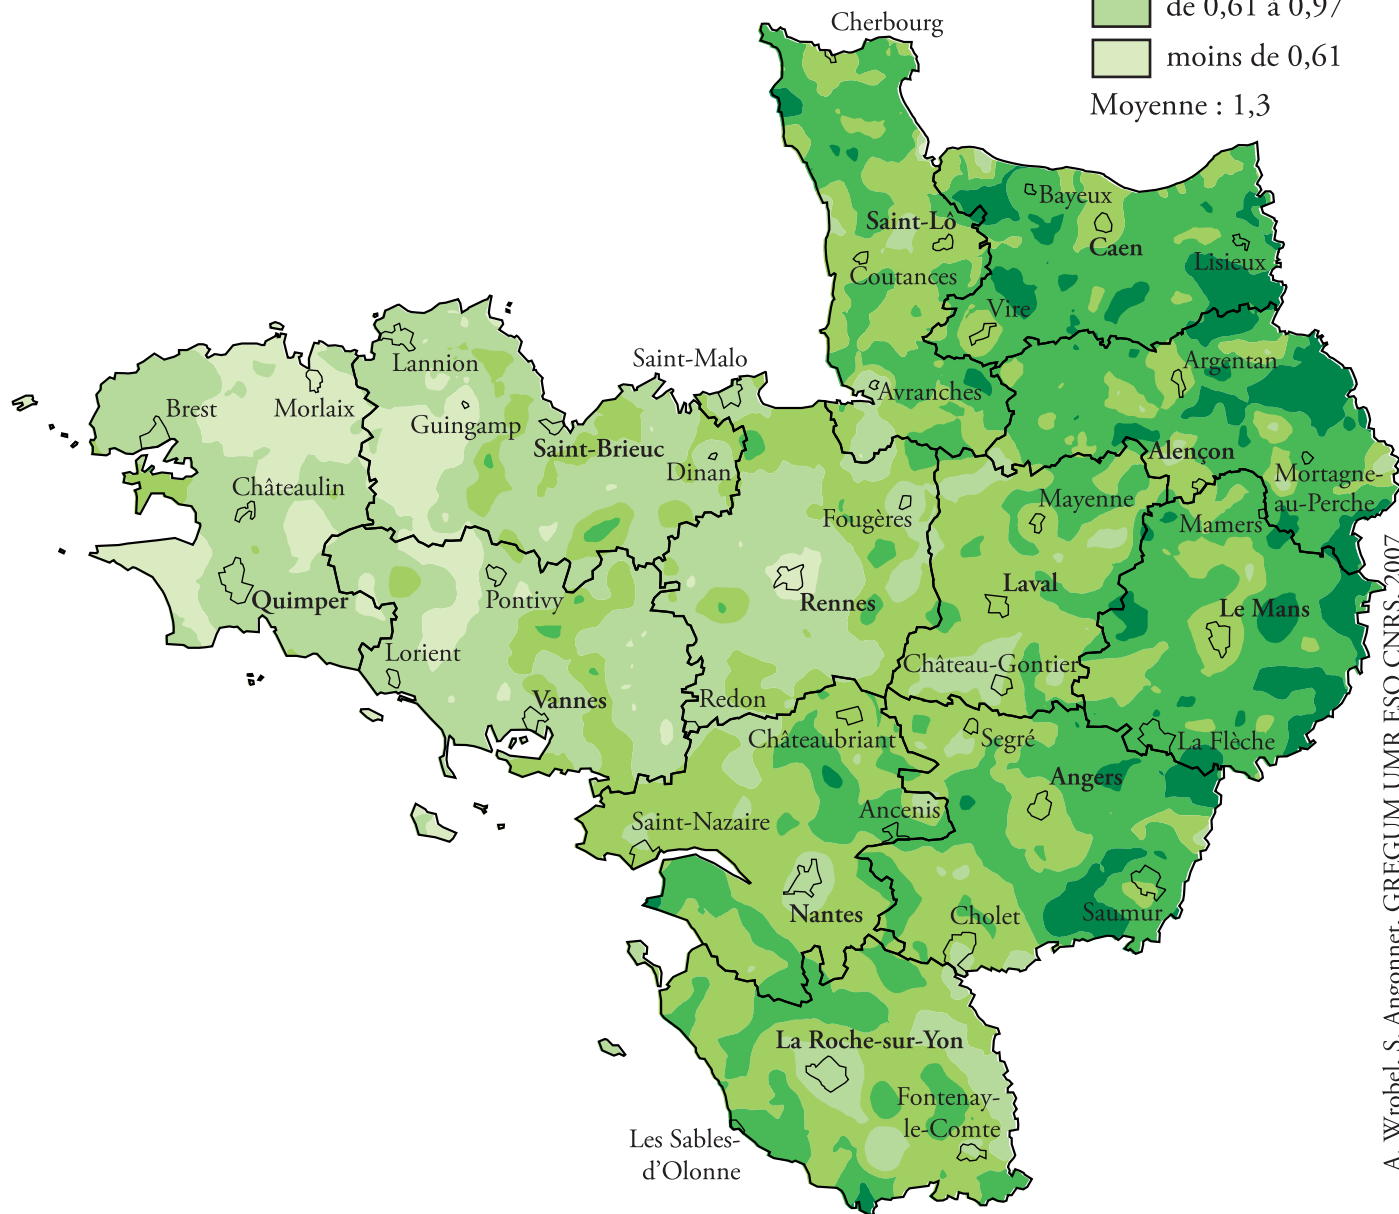 de 0,61 à 0,97
moins de 0,61
Moyenne : 1,3
Cherbourg
Bayeux
Saint-Lô
Caen
Lisieux
Coutances
Vire
Saint-Malo
Lannion
Argentan
Avranches
Brest
Morlaix
Guingamp
Saint-Brieuc
Dinan
Alençon
Mortagne-
au-Perche
Châteaulin
Mayenne
Fougères
Mamers
Quimper
Pontivy
Rennes
Laval
Le Mans
Lorient
Château-Gontier
Vannes
Redon
Châteaubriant
Segré
La Flèche
Angers
Saint-Nazaire
Ancenis
Nantes
Cholet
Saumur
La Roche-sur-Yon
Fontenay-
le-Comte
Les Sables-
d'Olonne
A. Wrobel, S. Angonnet, GREGUM UMR ESO CNRS, 2007